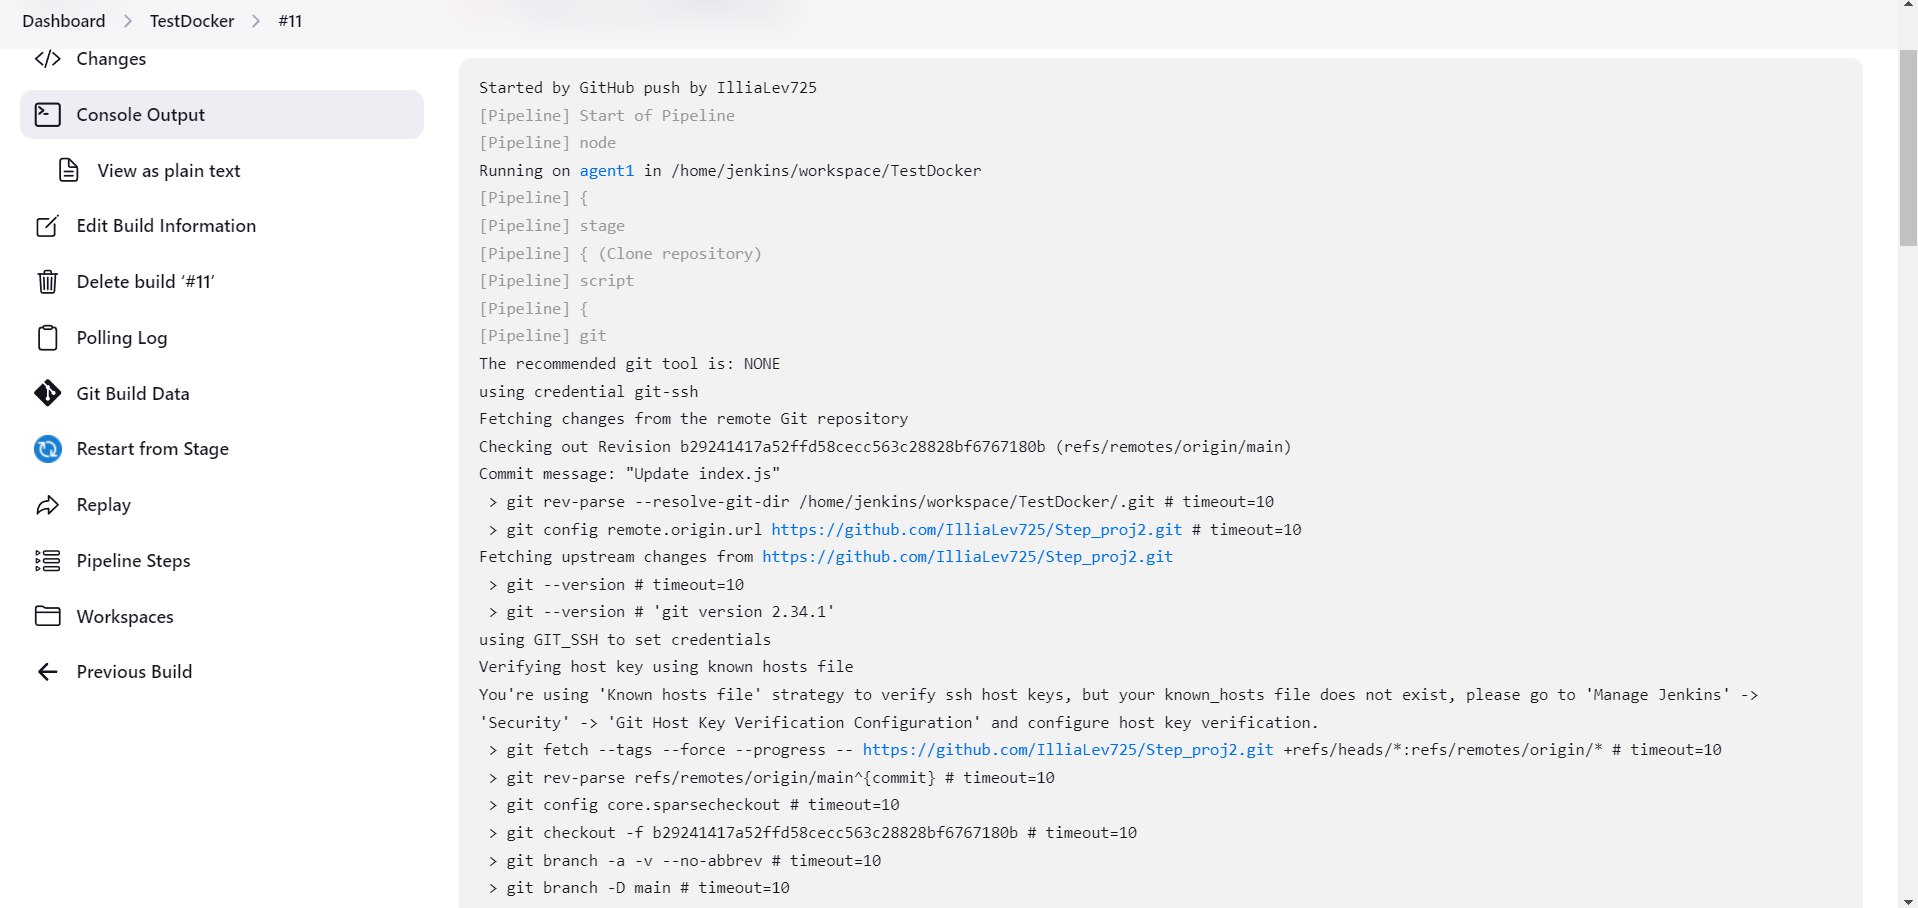 Dashboard > TestDocker > #11
Changes
Console Output
View as plain text
Edit Build Information
Delete build ‘#11’
Polling Log
Git Build Data
Restart from Stage
Replay
Pipeline Steps
Workspaces
Previous Build
Started by GitHub push by IlliaLev725
[Pipeline] Start of Pipeline
[Pipeline] node
Running on agent1 in /home/jenkins/workspace/TestDocker
[Pipeline] {
[Pipeline] stage
[Pipeline] { (Clone repository)
[Pipeline] script
[Pipeline] {
[Pipeline] git
The recommended git tool is: NONE
using credential git-ssh
Fetching changes from the remote Git repository
Checking out Revision b29241417a52ffd58cecc563c28828bf6767180b (refs/remotes/origin/main)
Commit message: "Update index.js"
> git rev-parse --resolve-git-dir /home/jenkins/workspace/TestDocker/.git # timeout=10
> git config remote.origin.url https://github.com/IlliaLev725/Step_proj2.git # timeout=10
Fetching upstream changes from https://github.com/IlliaLev725/Step_proj2.git
> git --version # timeout=10
> git --version # 'git version 2.34.1'
using GIT_SSH to set credentials
Verifying host key using known hosts file
You're using 'Known hosts file' strategy to verify ssh host keys, but your known_hosts file does not exist, please go to 'Manage Jenkins' ->
'Security' -> 'Git Host Key Verification Configuration' and configure host key verification.
> git fetch --tags --force --progress -- https://github.com/IlliaLev725/Step_proj2.git +refs/heads/*:refs/remotes/origin/* # timeout=10
> git rev-parse refs/remotes/origin/main^{commit} # timeout=10
> git config core.sparsecheckout # timeout=10
> git checkout -f b29241417a52ffd58cecc563c28828bf6767180b # timeout=10
> git branch -a -v --no-abbrev # timeout=10
> git branch -D main # timeout=10